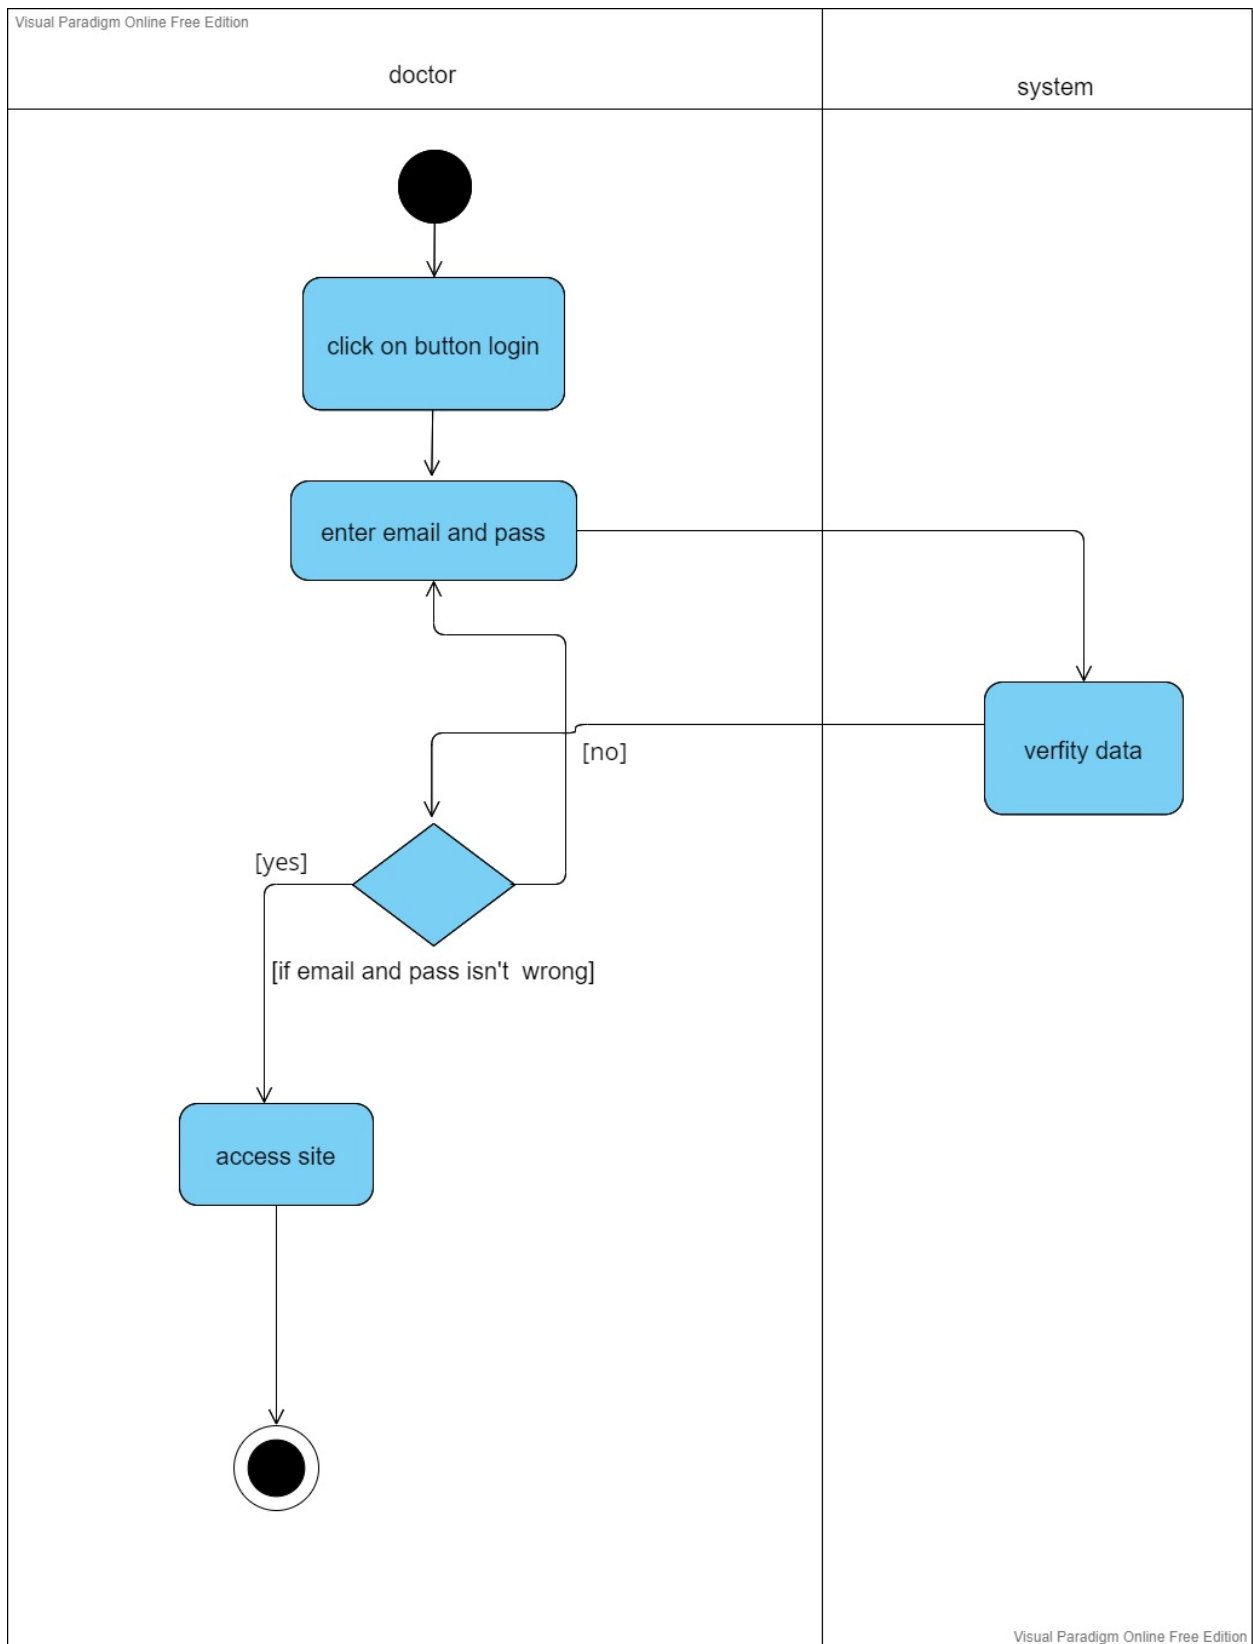 Visual Paradigm Online Free Edition
doctor
system
click on button login
enter email and pass
[no]
verfity data
[yes]
[if email and pass isn't  wrong]
access site
Visual Paradigm Online Free Edition